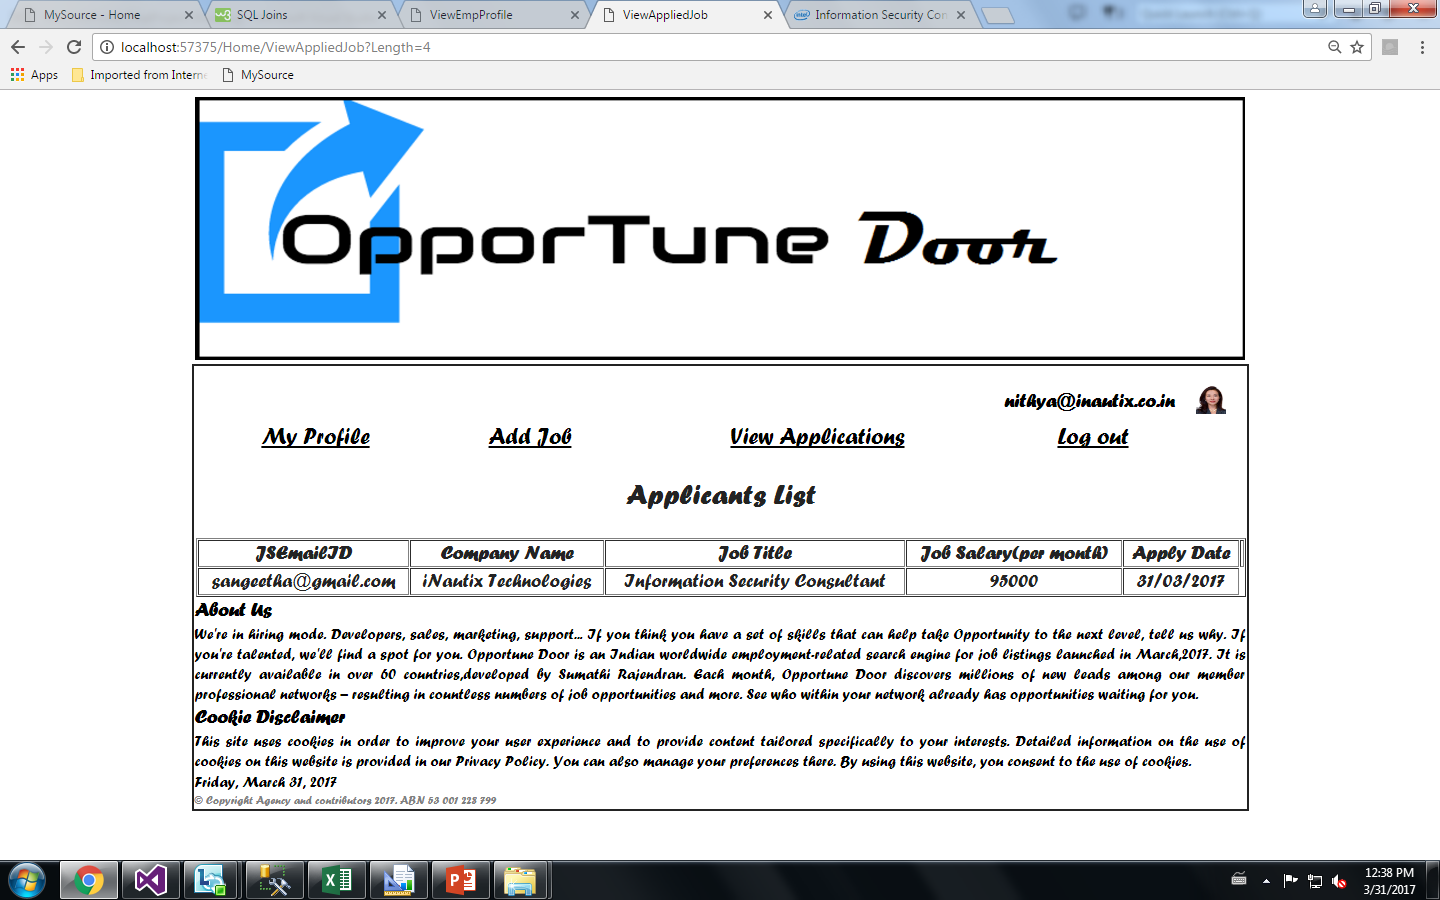 MySource - Home
SQL Joins
ViewEmpProfile
ViewAppliedJob
Information Security Con
localhost:57375/Home/ViewAppliedJob?Length=4
Apps
Imported from Intern
MySource
OpporTune Door
nithya@inautix.co.in
My Profile Add Job View Applications Log out
Applicants List
JSEmailID Company Name Job Title Job Salary(per month) Apply Date
sangeetha@gmail.com iNautix Technologies Information Security Consultant 95000 31/03/2017
About Us
We're in hiring mode. Developers, sales, marketing, support... If you think you have a set of skills that can help take Opportunity to the next level, tell us why. If
you're talented, we'll find a spot for you. Opportune Door is an Indian worldwide employment-related search engine for job listings launched in March,2017. It is
currently available in over 60 countries,developed by Sumathi Rajendran. Each month, Opportune Door discovers millions of new leads among our member
professional networks – resulting in countless numbers of job opportunities and more. See who within your network already has opportunities waiting for you.
Cookie Disclaimer
This site uses cookies in order to improve your user experience and to provide content tailored specifically to your interests. Detailed information on the use of
cookies on this website is provided in our Privacy Policy. You can also manage your preferences there. By using this website, you consent to the use of cookies.
Friday, March 31, 2017
© Copyright Agency and contributors 2017. ABN 53 001 228 799
12:38 PM
3/31/2017